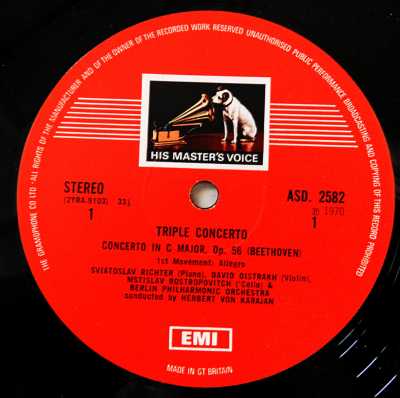 THE GRAMOPHONE CO LTD · ALL RIGHTS OF THE MANUFACTURER AND OF THE OWNER OF THE RECORDED WORK RESERVED UNAUTHORISED PUBLIC PERFORMANCE BROADCASTING AND COPYING OF THIS RECORD PROHIBITED
HIS MASTER'S VOICE
STEREO
ASD. 2582
1
℗ 1970
1
TRIPLE CONCERTO
CONCERTO IN C MAJOR, Op. 56 (BEETHOVEN)
1st Movement: Allegro
SVIATOSLAV RICHTER (Piano), DAVID OISTRAKH (Violin),
MSTISLAV ROSTROPOVITCH ('Cello) &
BERLIN PHILHARMONIC ORCHESTRA
conducted by HERBERT VON KARAJAN
EMI
MADE IN GT BRITAIN